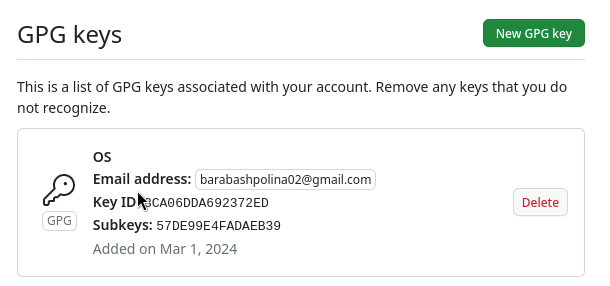 GPG keys
New GPG key
This is a list of GPG keys associated with your account. Remove any keys that you do
not recognize.
OS
Email address: barabashpolina02@gmail.com
Key ID: CA06DDA692372ED
Subkeys: 57DE99E4FADAEB39
Added on Mar 1, 2024
GPG
Delete